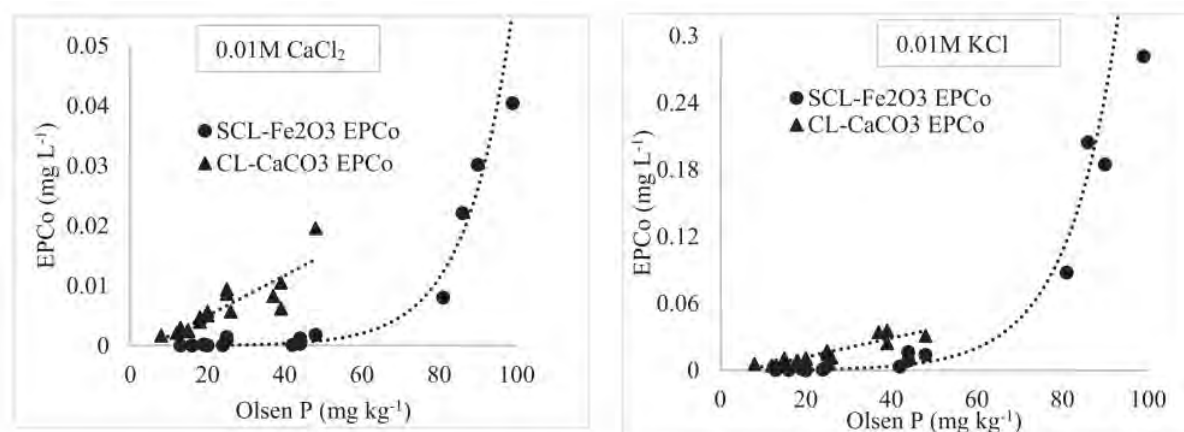 0.01M CaCl₂
SCL-Fe2O3 EPCo
CL-CaCO3 EPCo
EPCo (mg L⁻¹)
0.05
0.04
0.03
0.02
0.01
0
0 20 40 60 80 100
Olsen P (mg kg⁻¹)
0.01M KCl
SCL-Fe2O3 EPCo
CL-CaCO3 EPCo
EPCo (mg L⁻¹)
0.3
0.24
0.18
0.12
0.06
0
0 20 40 60 80 100
Olsen P (mg kg⁻¹)